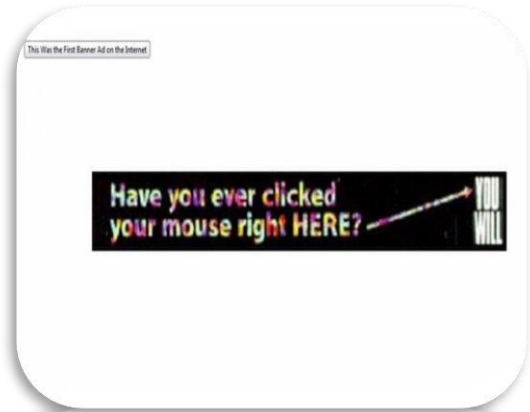 This Was the First Banner Ad on the Internet
Have you ever clicked
your mouse right HERE?
YOU
WILL